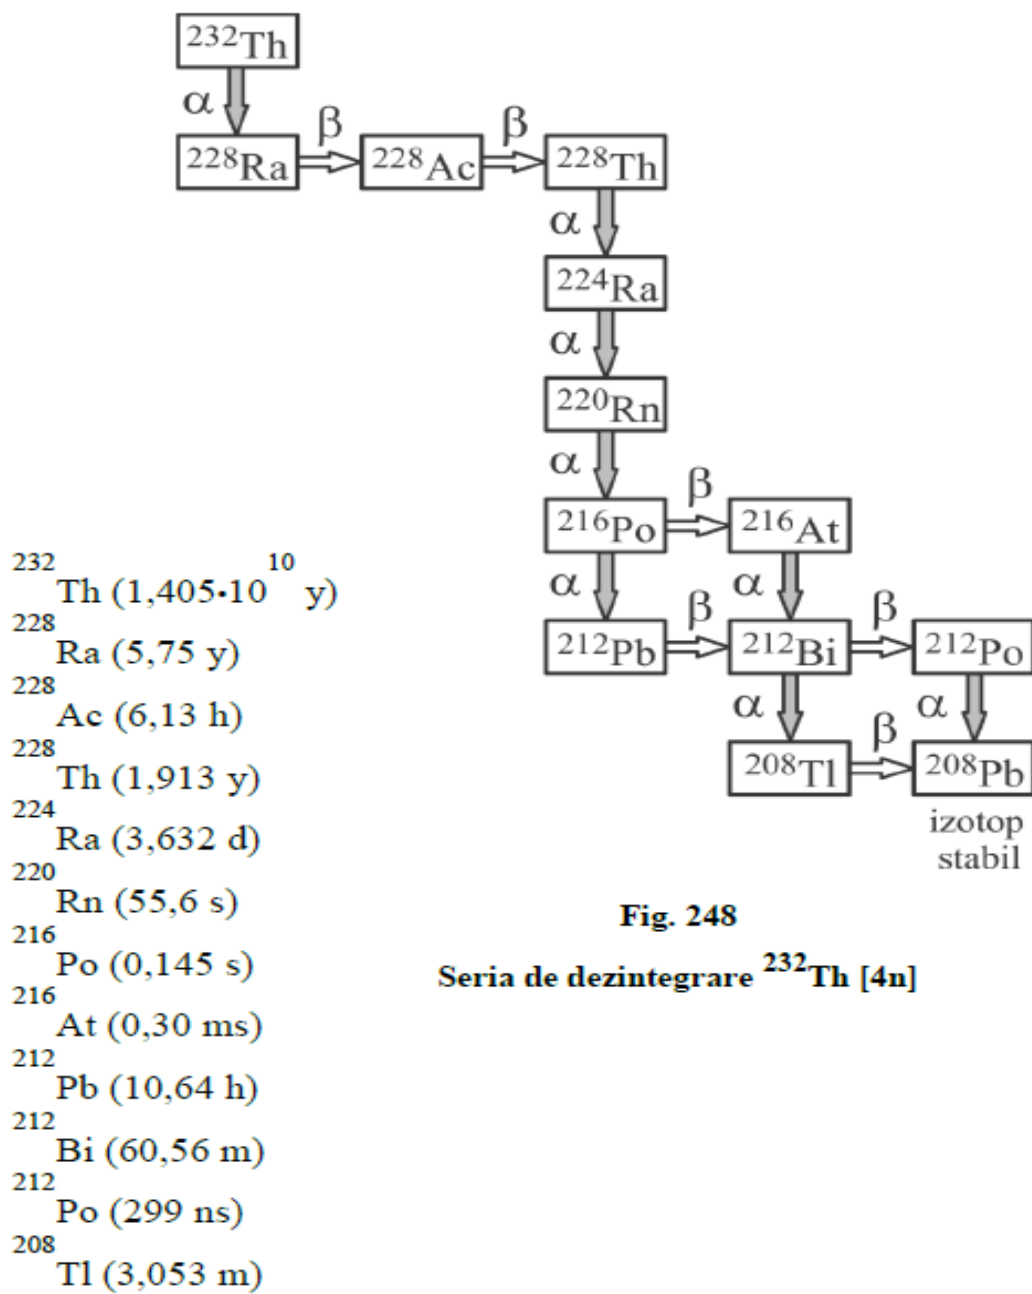 ²³²Th
α
β β
²²⁸Ra ²²⁸Ac ²²⁸Th
α
²²⁴Ra
α
²²⁰Rn
α
β
²¹⁶Po ²¹⁶At
α α
β β
²¹²Pb ²¹²Bi ²¹²Po
α α
β
²⁰⁸Tl ²⁰⁸Pb
izotop
stabil
²³²Th (1,405·10¹⁰ y)
²²⁸Ra (5,75 y)
²²⁸Ac (6,13 h)
²²⁸Th (1,913 y)
²²⁴Ra (3,632 d)
²²⁰Rn (55,6 s)
²¹⁶Po (0,145 s)
²¹⁶At (0,30 ms)
²¹²Pb (10,64 h)
²¹²Bi (60,56 m)
²¹²Po (299 ns)
²⁰⁸Tl (3,053 m)
Fig. 248
Seria de dezintegrare ²³²Th [4n]